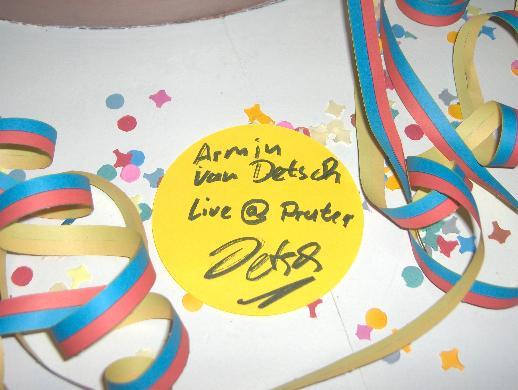 Armin
van Detsch
Live @ Pruter
Detsch